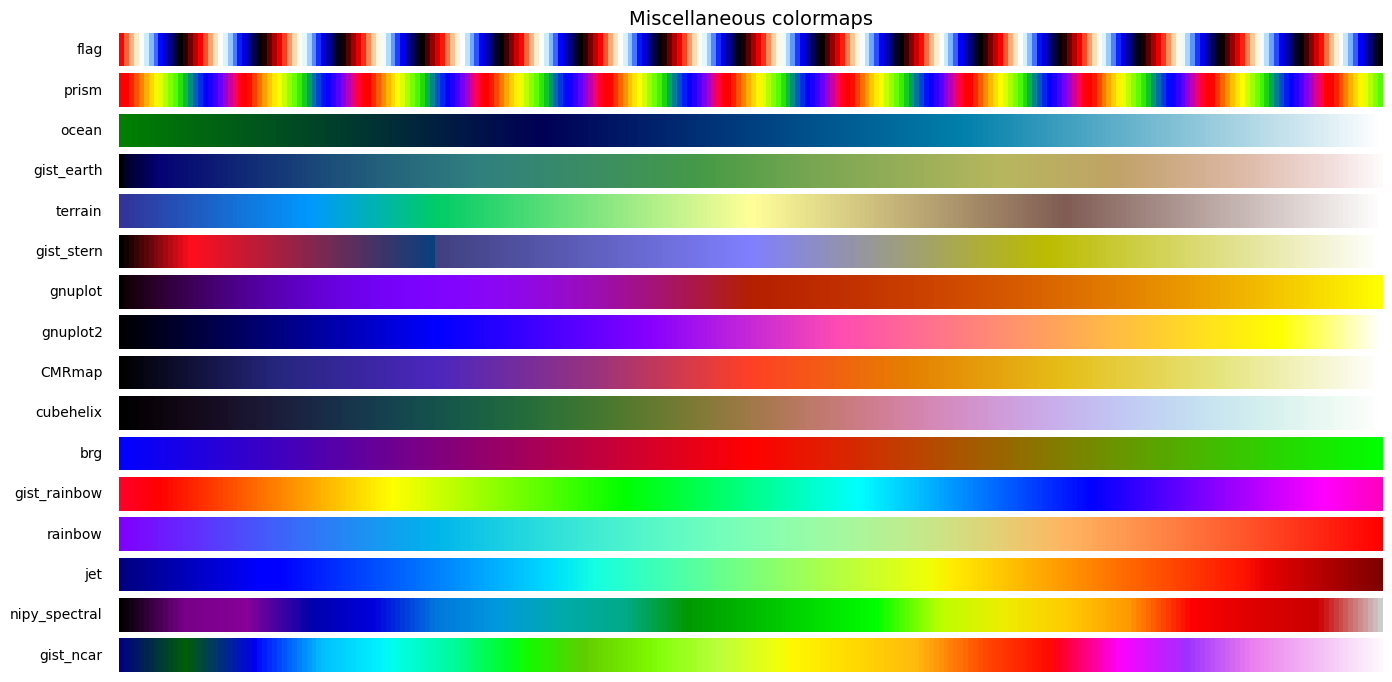 Miscellaneous colormaps
flag
prism
ocean
gist_earth
terrain
gist_stern
gnuplot
gnuplot2
CMRmap
cubehelix
brg
gist_rainbow
rainbow
jet
nipy_spectral
gist_ncar